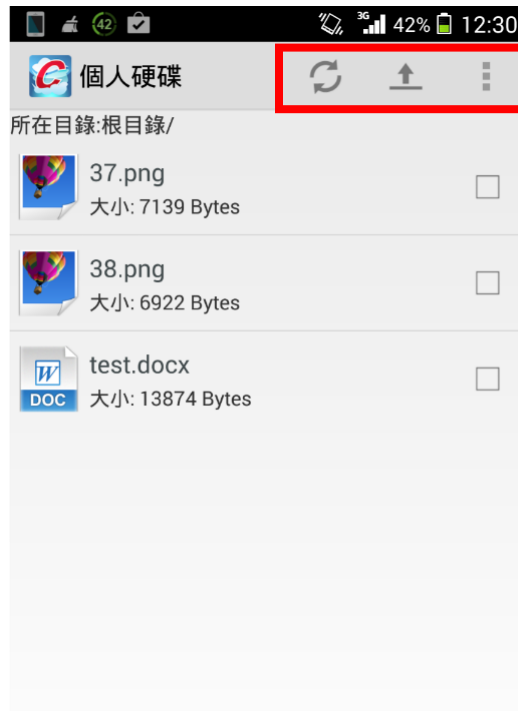 42 3G 42% 12:30
個人硬碟
所在目錄:根目錄/
37.png
大小: 7139 Bytes
38.png
大小: 6922 Bytes
test.docx
W
DOC
大小: 13874 Bytes